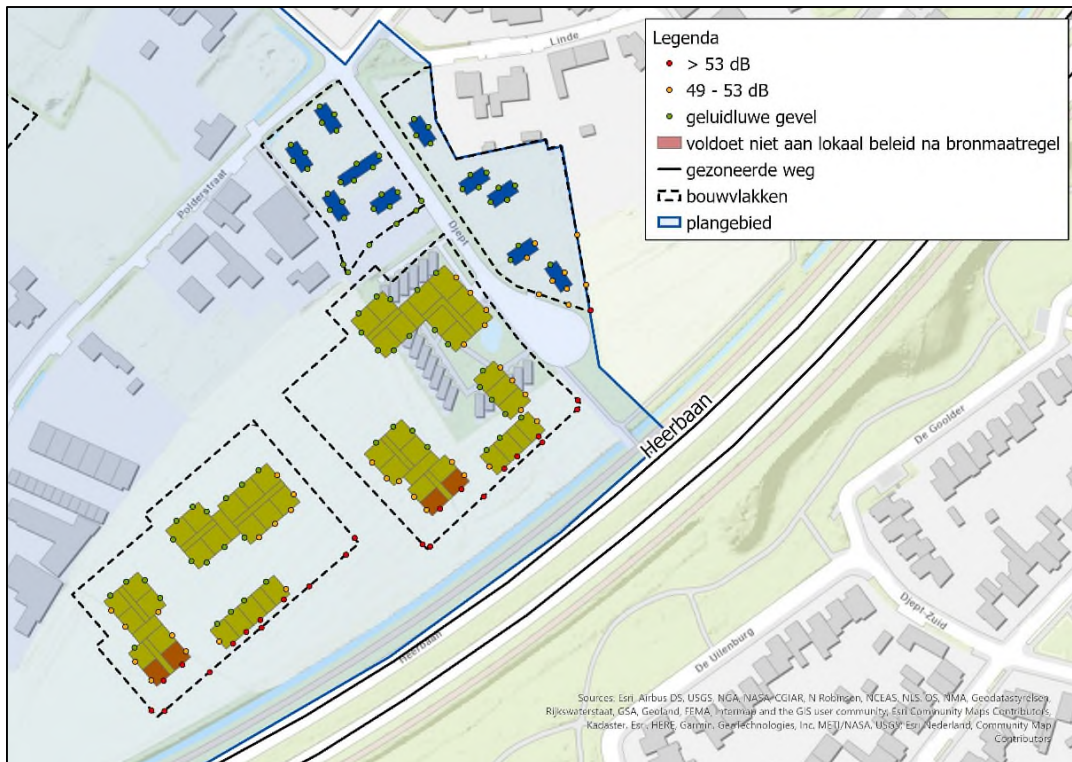 Legenda
> 53 dB
49 - 53 dB
geluidluwe gevel
voldoet niet aan lokaal beleid na bronmaatregel
gezoneerde weg
bouwvlakken
plangebied
Linde
Polderstraat
Djept
Heerbaan
De Goolder
Heerbaan
De Uilenburg
Djept-Zuid
Sources: Esri, Airbus DS, USGS, NGA, NASA, CGIAR, N Robinson, NCEAS, NLS, OS, NMA, Geodatastyrelsen,
Rijkswaterstaat, GSA, Geoland, FEMA, Intermap and the GIS user community, Esri Community Maps Contributors,
Kadaster, Esri, HERE, Garmin, GeoTechnologies, Inc, METI/NASA, USGS, Esri Nederland, Community Map
Contributors